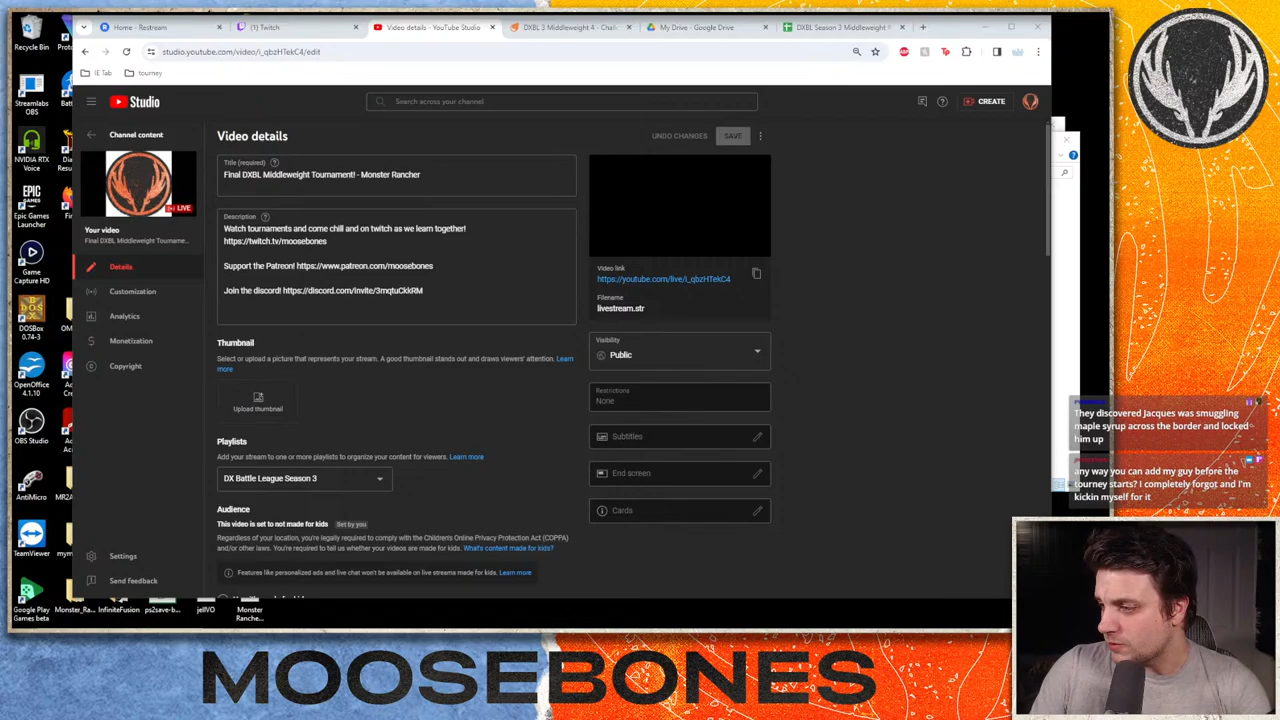 Home - Restream
(1) Twitch
Video details - YouTube Studio
DXBL 3 Middleweight 4 - Chall
My Drive - Google Drive
DXBL Season 3 Middleweight
studio.youtube.com/video/i_qbzHTekC4/edit
IE Tab
tourney
Studio
Search across your channel
CREATE
Channel content
LIVE
Your video
Final DXBL Middleweight Tourname...
Details
Customization
Analytics
Monetization
Copyright
Settings
Send feedback
Video details
UNDO CHANGES
SAVE
Title (required)
Final DXBL Middleweight Tournament! - Monster Rancher
Description
Watch tournaments and come chill and on twitch as we learn together!
https://twitch.tv/moosebones
Support the Patreon! https://www.patreon.com/moosebones
Join the discord! https://discord.com/invite/3mqtuCkkRM
Thumbnail
Select or upload a picture that represents your stream. A good thumbnail stands out and draws viewers' attention. Learn
more
Upload thumbnail
Playlists
Add your stream to one or more playlists to organize your content for viewers. Learn more
DX Battle League Season 3
Audience
This video is set to not made for kids Set by you
Regardless of your location, you're legally required to comply with the Children's Online Privacy Protection Act (COPPA)
and/or other laws. You're required to tell us whether your videos are made for kids. What's content made for kids?
Features like personalized ads and live chat won't be available on live streams made for kids. Learn more
Video link
https://youtube.com/live/i_qbzHTekC4
Filename
livestream.str
Visibility
Public
Restrictions
None
Subtitles
End screen
Cards
Recycle Bin
Streamlabs
OBS
NVIDIA RTX
Voice
Epic Games
Launcher
Game
Capture HD
DOSBox
0.74-3
OpenOffice
4.1.10
OBS Studio
AntiMicro
TeamViewer
Google Play
Games beta
Monster_Ra...
InfiniteFusion
ps2save-b...
jellVO
Monster
Ranche...
They discovered Jacques was smuggling
maple syrup across the border and locked
him up
any way you can add my guy before the
tourney starts? I completely forgot and I'm
kickin myself for it
MOOSEBONES